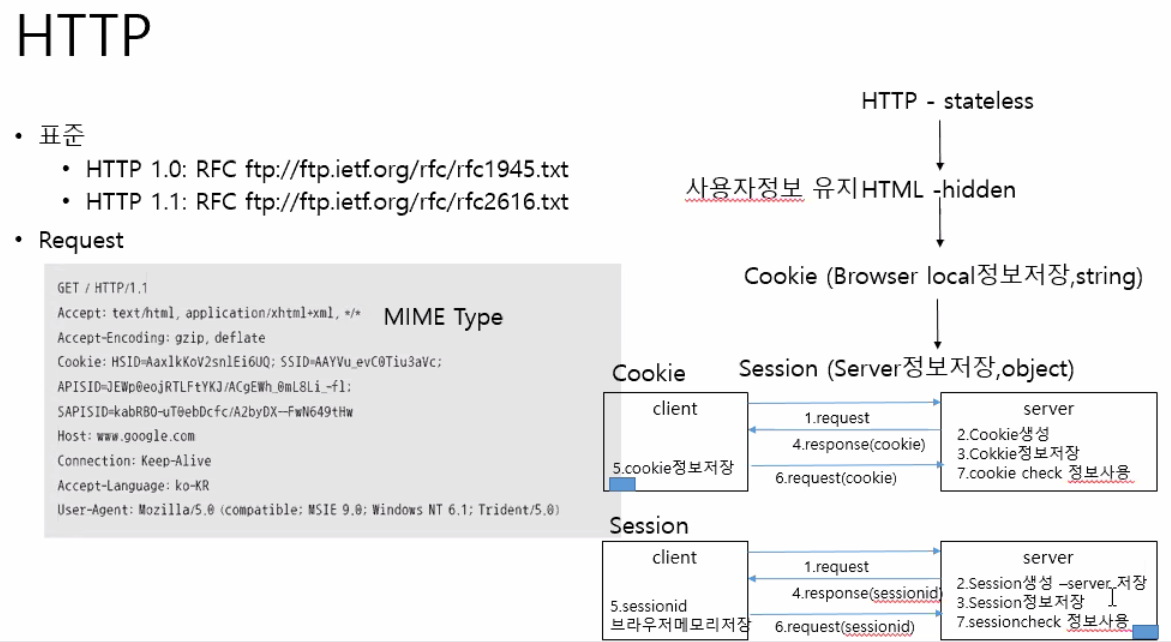 HTTP
• 표준
• HTTP 1.0: RFC ftp://ftp.ietf.org/rfc/rfc1945.txt
• HTTP 1.1: RFC ftp://ftp.ietf.org/rfc/rfc2616.txt
• Request
GET / HTTP/1.1
Accept: text/html, application/xhtml+xml, */*
MIME Type
Accept-Encoding: gzip, deflate
Cookie: HSID=AaxlkKoV2snlEi6UQ; SSID=AAYVu_evC0Tiu3aVc;
APISID=JEWp0eojRTLFtYKJ/ACgEWh_0mL8Li_-fl;
SAPISID=kabRBO-uT0ebDcfc/A2byDX--FwN649tHw
Host: www.google.com
Connection: Keep-Alive
Accept-Language: ko-KR
User-Agent: Mozilla/5.0 (compatible; MSIE 9.0; Windows NT 6.1; Trident/5.0)
HTTP - stateless
사용자정보 유지HTML -hidden
Cookie (Browser local정보저장,string)
Session (Server정보저장,object)
Cookie
client
5.cookie정보저장
1.request
4.response(cookie)
6.request(cookie)
server
2.Cookie생성
3.Cokkie정보저장
7.cookie check 정보사용
Session
client
5.sessionid
브라우저메모리저장
1.request
4.response(sessionid)
6.request(sessionid)
server
2.Session생성 –server 저장
3.Session정보저장
7.sessioncheck 정보사용